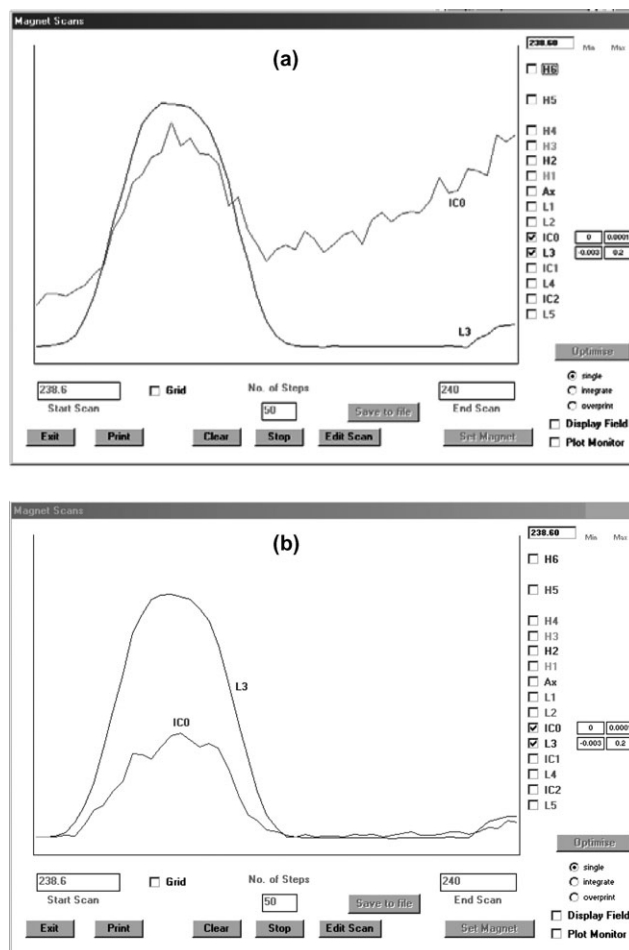 Magnet Scans
(a)
238.60 Min Max
H6
H5
H4
H3
H2
H1
Ax
L1
L2
IC0 0 0.0001
L3 -0.003 0.2
IC1
L4
IC2
L5
IC0
L3
Optimise
single
integrate
overprint
Display Field
Plot Monitor
238.6 Grid No. of Steps 240
Start Scan 50 Save to file End Scan
Exit Print Clear Stop Edit Scan Set Magnet
Magnet Scans
(b)
238.60 Min Max
H6
H5
H4
H3
H2
H1
Ax
L1
L2
IC0 0 0.0001
L3 -0.003 0.2
IC1
L4
IC2
L5
L3
IC0
Optimise
single
integrate
overprint
Display Field
Plot Monitor
238.6 Grid No. of Steps 240
Start Scan 50 Save to file End Scan
Exit Print Clear Stop Edit Scan Set Magnet